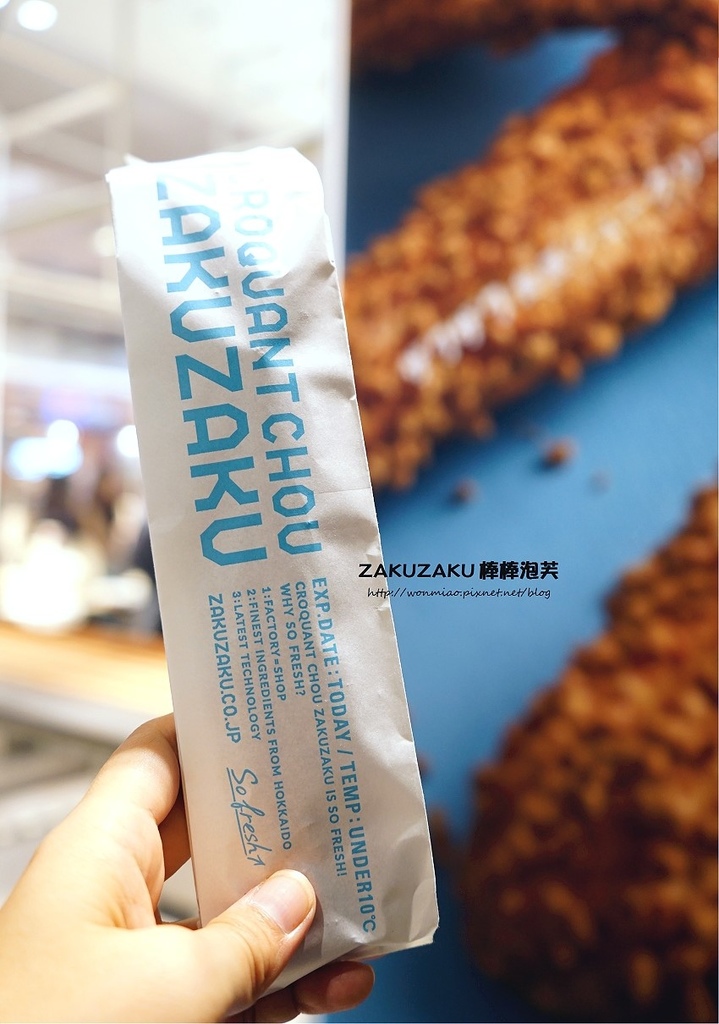 CROQUANT CHOU
ZAKUZAKU
EXP.DATE:TODAY / TEMP:UNDER10℃
CROQUANT CHOU ZAKUZAKU IS SO FRESH!
WHY SO FRESH?
1:FACTORY=SHOP
2:FINEST INGREDIENTS FROM HOKKAIDO
3:LATEST TECHNOLOGY
ZAKUZAKU.CO.JP
So fresh!
ZAKUZAKU 棒棒泡芙
http://wonmiao.pixnet.net/blog